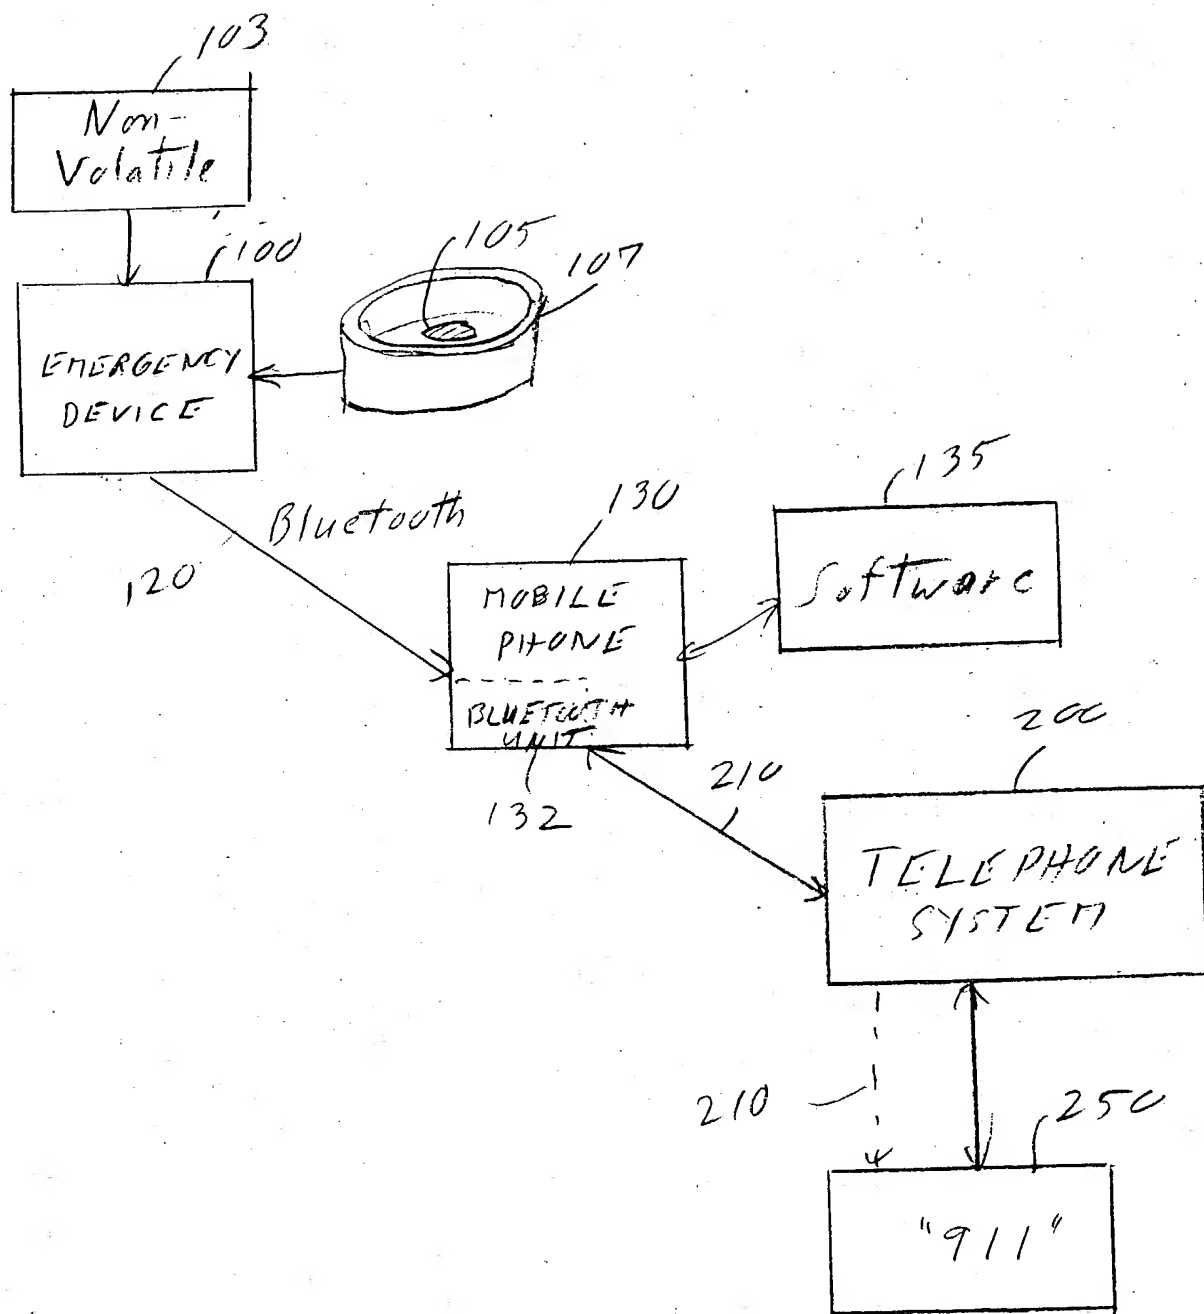 103
Non-
Volatile
100
105
107
EMERGENCY
DEVICE
Bluetooth
120
130
135
MOBILE
PHONE
Software
BLUETOOTH
UNIT
132
210
200
TELEPHONE
SYSTEM
210
250
"911"